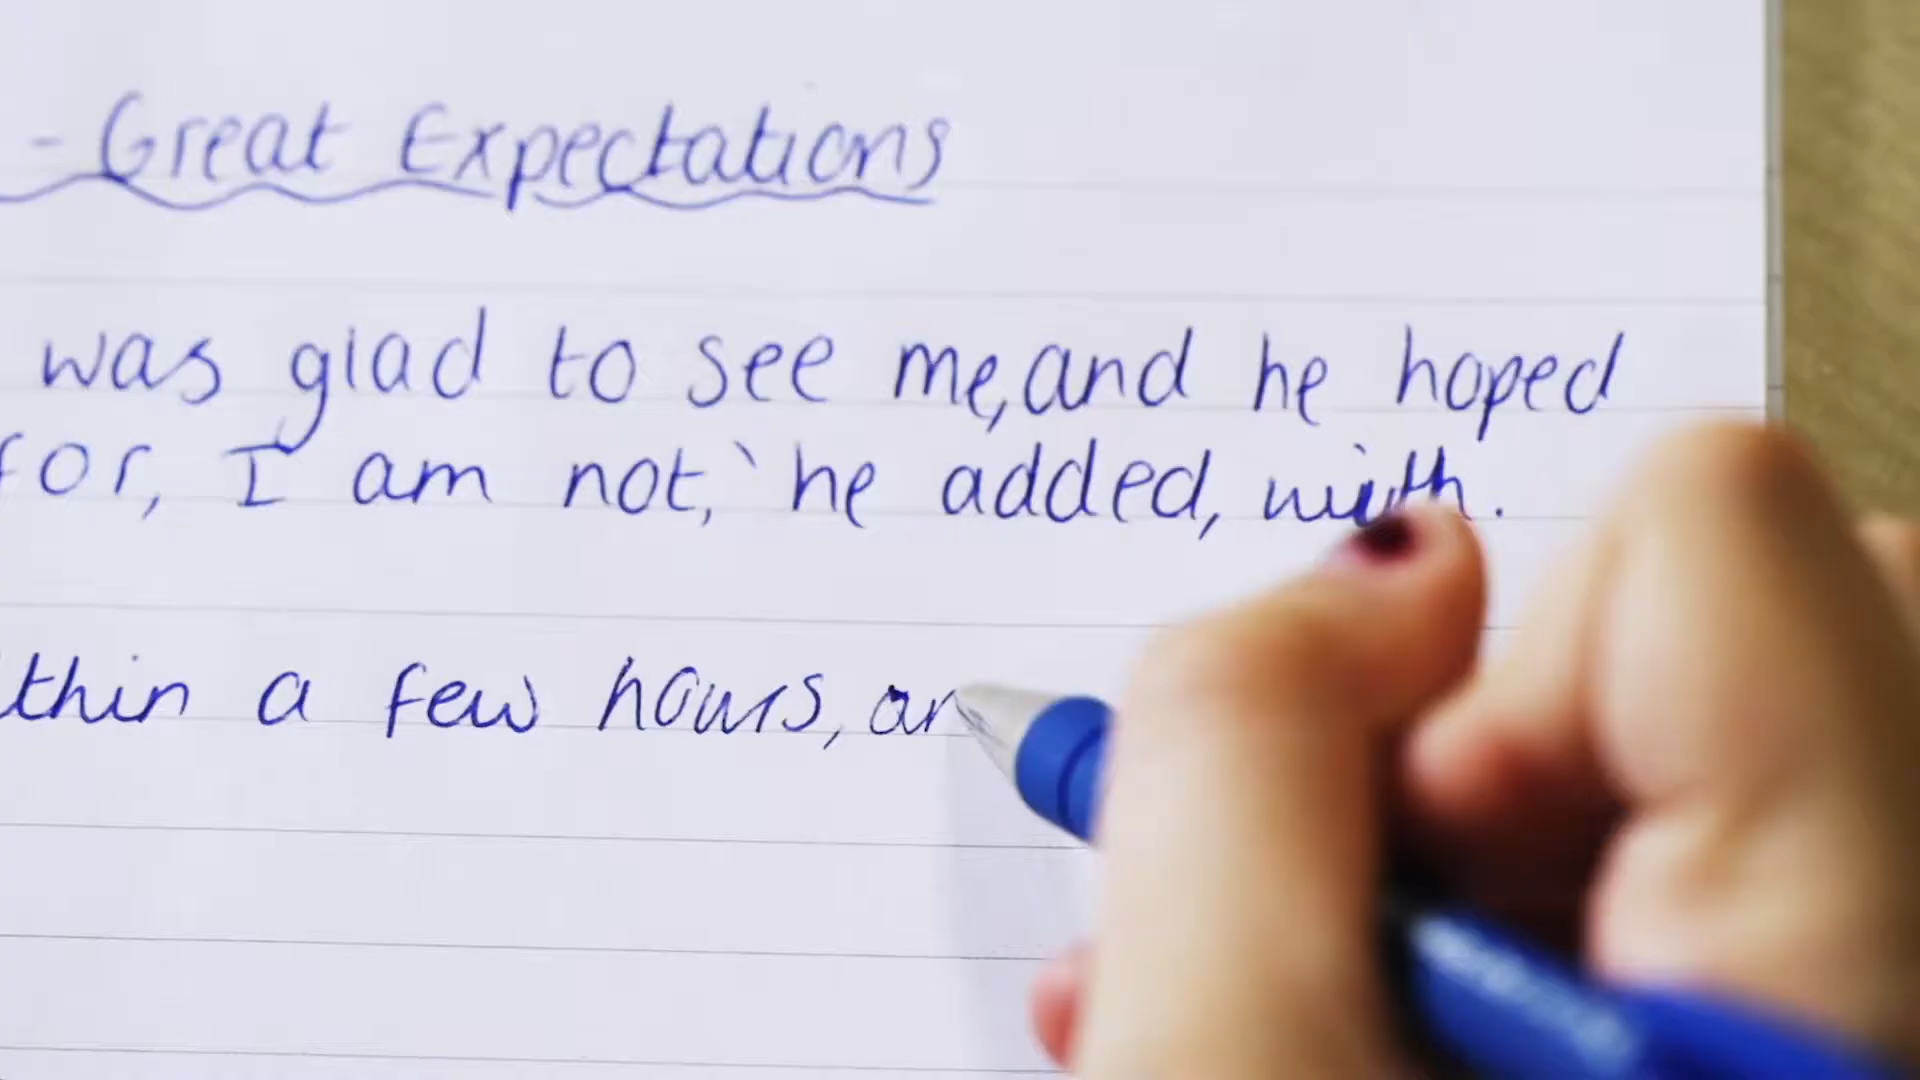 - Great Expectations
was glad to see me, and he hoped
for, I am not,` he added, with.
thin a few hours, an